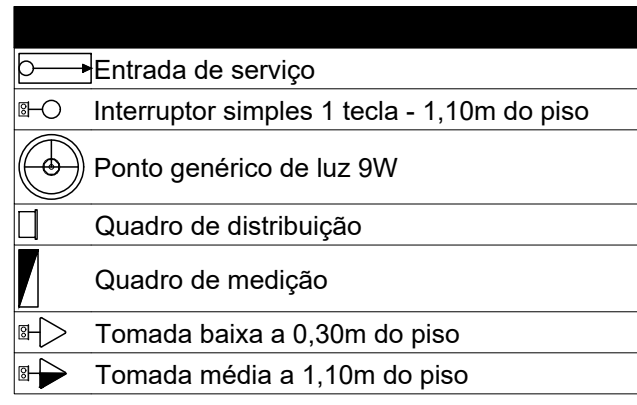 Entrada de serviço
Interruptor simples 1 tecla - 1,10m do piso
Ponto genérico de luz 9W
Quadro de distribuição
Quadro de medição
Tomada baixa a 0,30m do piso
Tomada média a 1,10m do piso